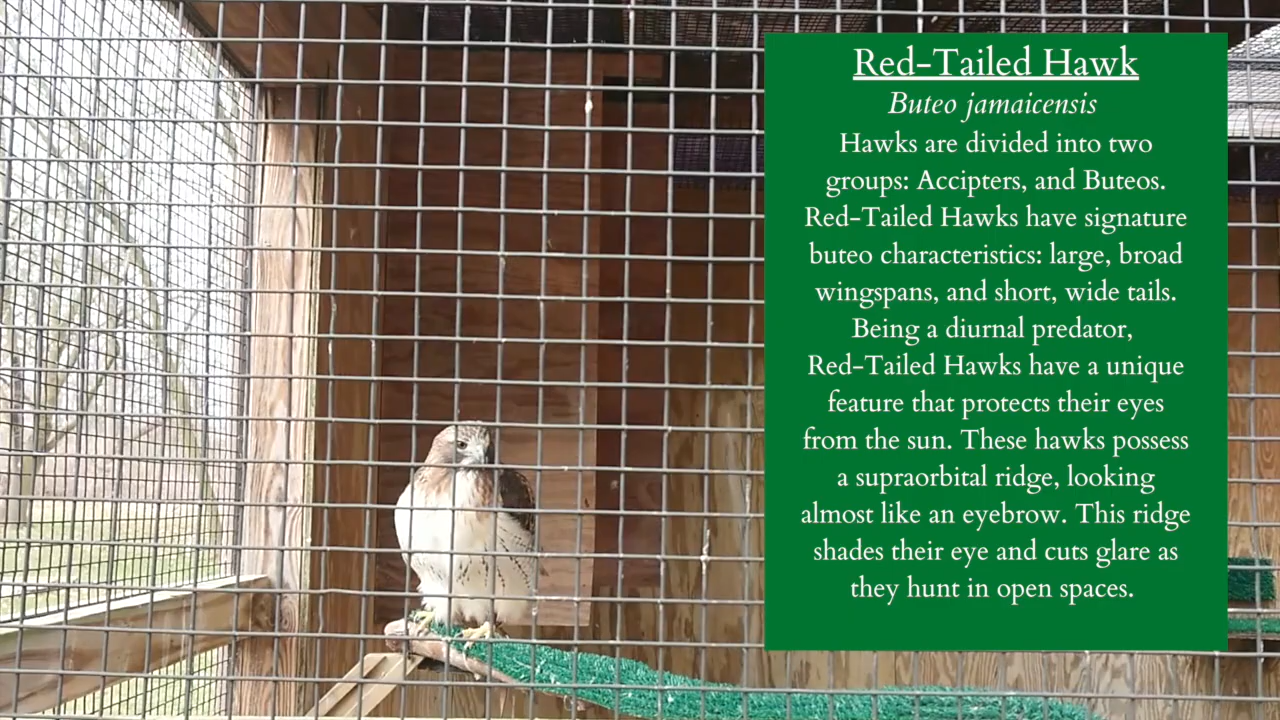 Red-Tailed Hawk
Buteo jamaicensis
Hawks are divided into two
groups: Accipters, and Buteos.
Red-Tailed Hawks have signature
buteo characteristics: large, broad
wingspans, and short, wide tails.
Being a diurnal predator,
Red-Tailed Hawks have a unique
feature that protects their eyes
from the sun. These hawks possess
a supraorbital ridge, looking
almost like an eyebrow. This ridge
shades their eye and cuts glare as
they hunt in open spaces.